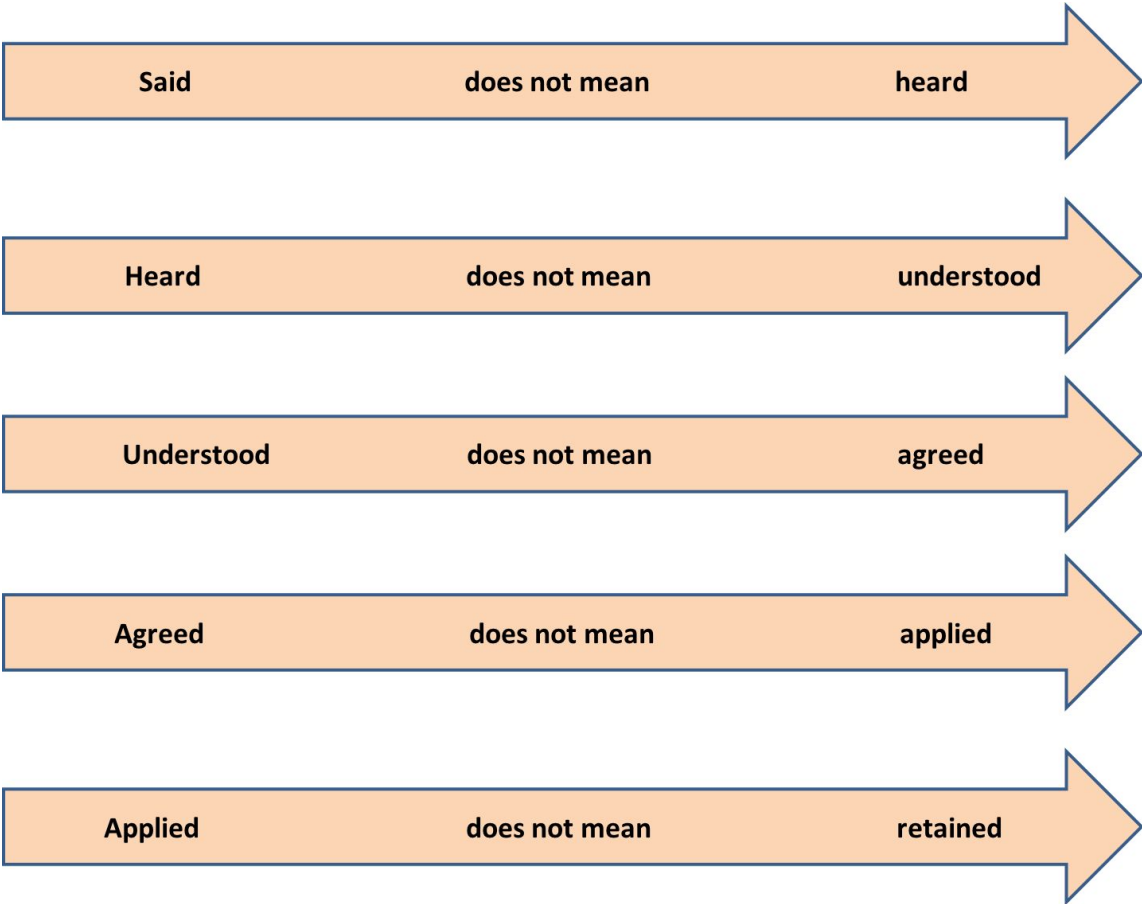 Said does not mean heard
Heard does not mean understood
Understood does not mean agreed
Agreed does not mean applied
Applied does not mean retained